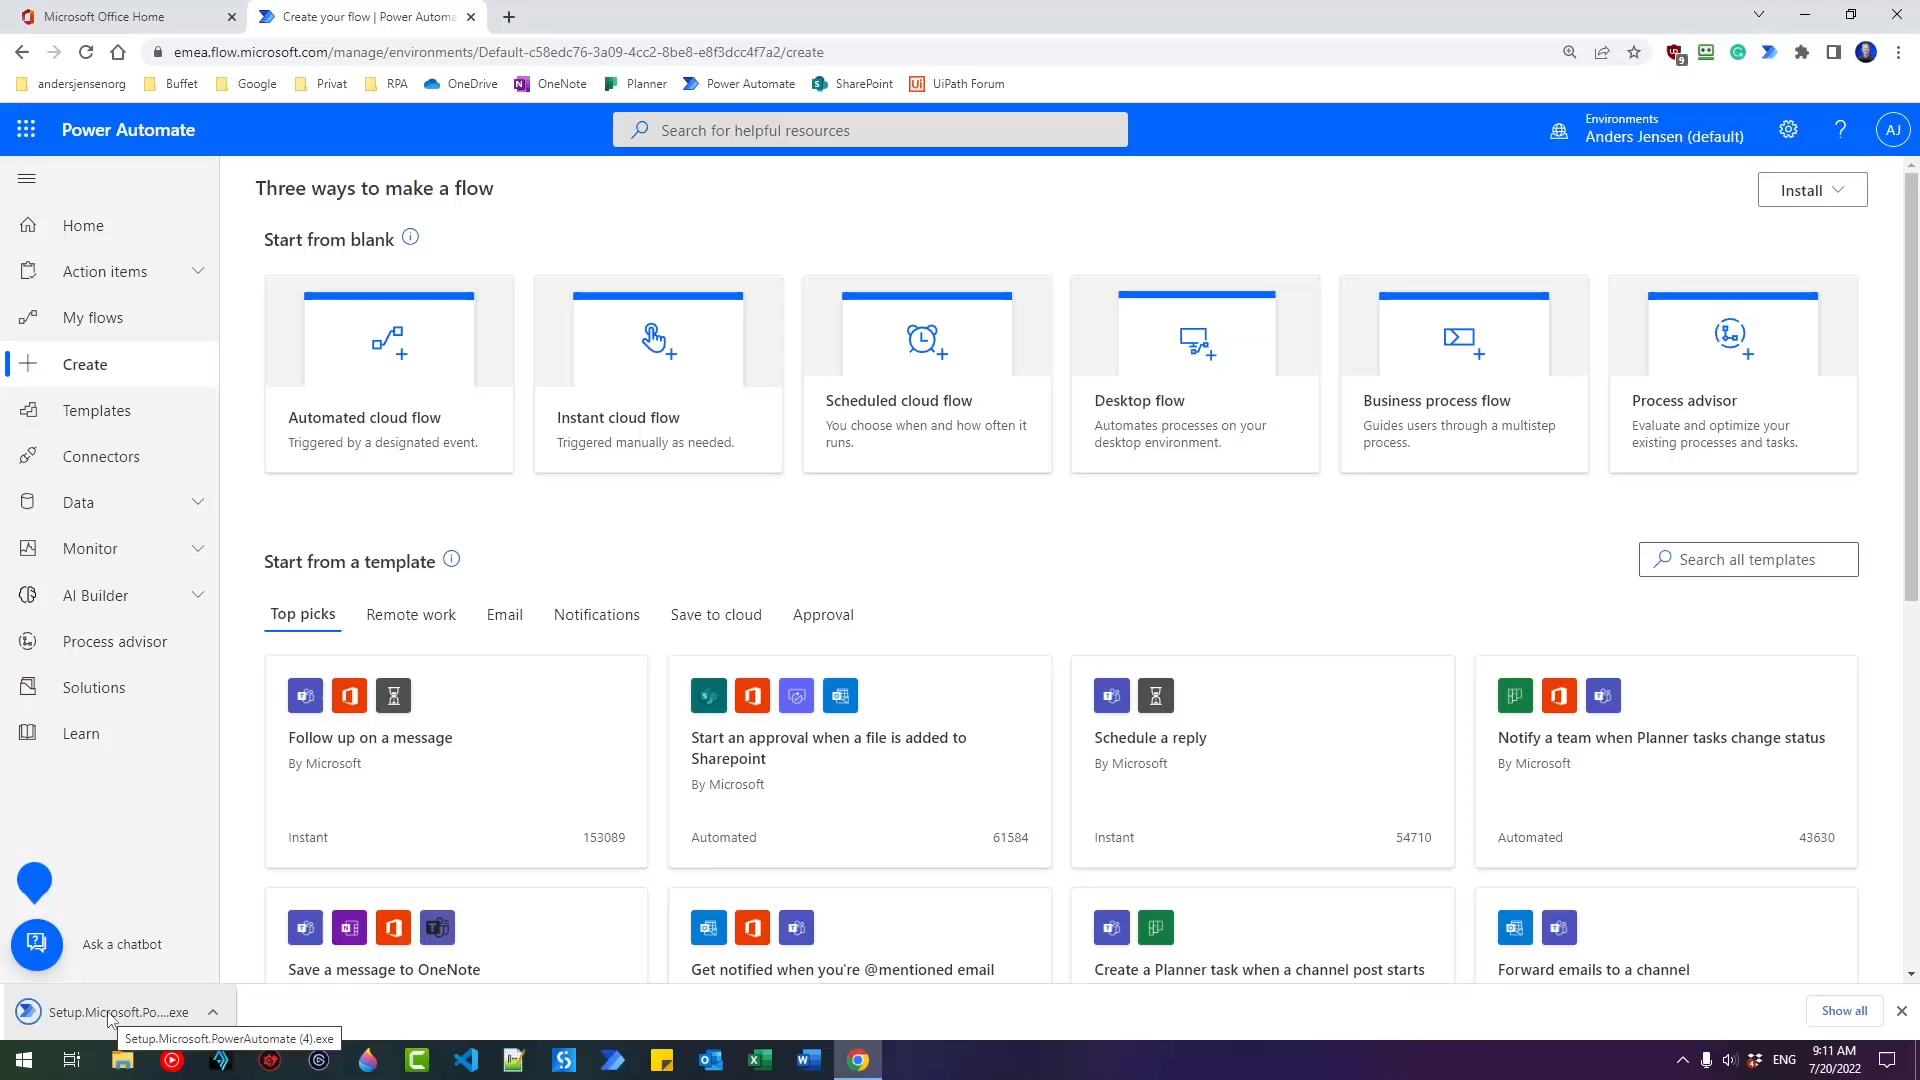 Microsoft Office Home
Create your flow | Power Automa
emea.flow.microsoft.com/manage/environments/Default-c58edc76-3a09-4cc2-8be8-e8f3dcc4f7a2/create
9
andersjensenorg
Buffet
Google
Privat
RPA
OneDrive
OneNote
Planner
Power Automate
SharePoint
UiPath Forum
Power Automate
Search for helpful resources
Environments
Anders Jensen (default)
AJ
Home
Action items
My flows
Create
Templates
Connectors
Data
Monitor
AI Builder
Process advisor
Solutions
Learn
Ask a chatbot
Three ways to make a flow
Install
Start from blank
Automated cloud flow
Triggered by a designated event.
Instant cloud flow
Triggered manually as needed.
Scheduled cloud flow
You choose when and how often it
runs.
Desktop flow
Automates processes on your
desktop environment.
Business process flow
Guides users through a multistep
process.
Process advisor
Evaluate and optimize your
existing processes and tasks.
Start from a template
Search all templates
Top picks
Remote work
Email
Notifications
Save to cloud
Approval
Follow up on a message
By Microsoft
Instant
153089
Start an approval when a file is added to
Sharepoint
By Microsoft
Automated
61584
Schedule a reply
By Microsoft
Instant
54710
Notify a team when Planner tasks change status
By Microsoft
Automated
43630
Save a message to OneNote
Get notified when you're @mentioned email
Create a Planner task when a channel post starts
Forward emails to a channel
Setup.Microsoft.Po....exe
Setup.Microsoft.PowerAutomate (4).exe
Show all
ENG
9:11 AM
7/20/2022